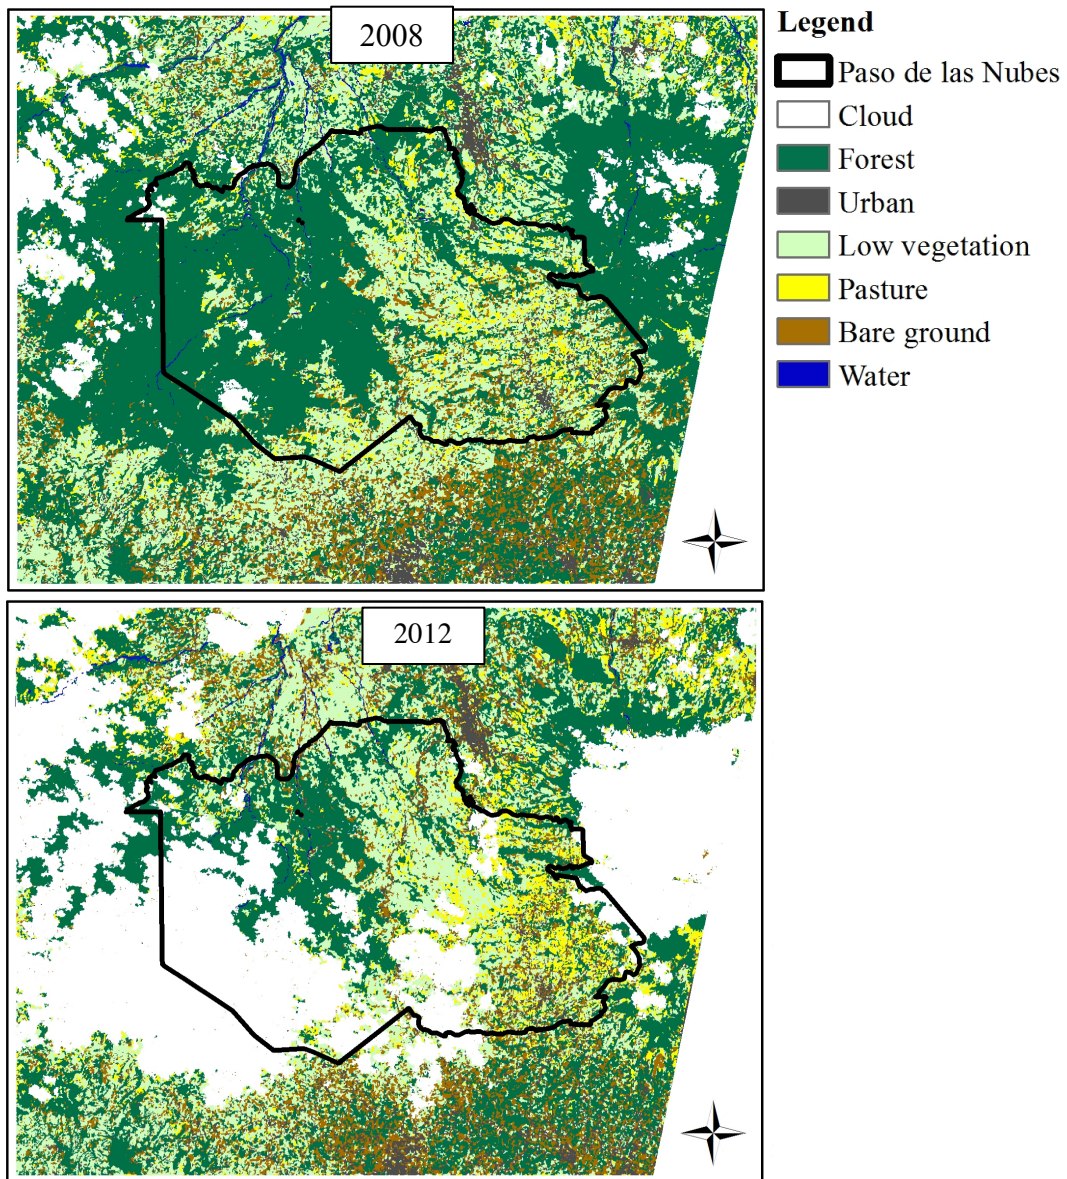 2008
Legend
Paso de las Nubes
Cloud
Forest
Urban
Low vegetation
Pasture
Bare ground
Water
2012